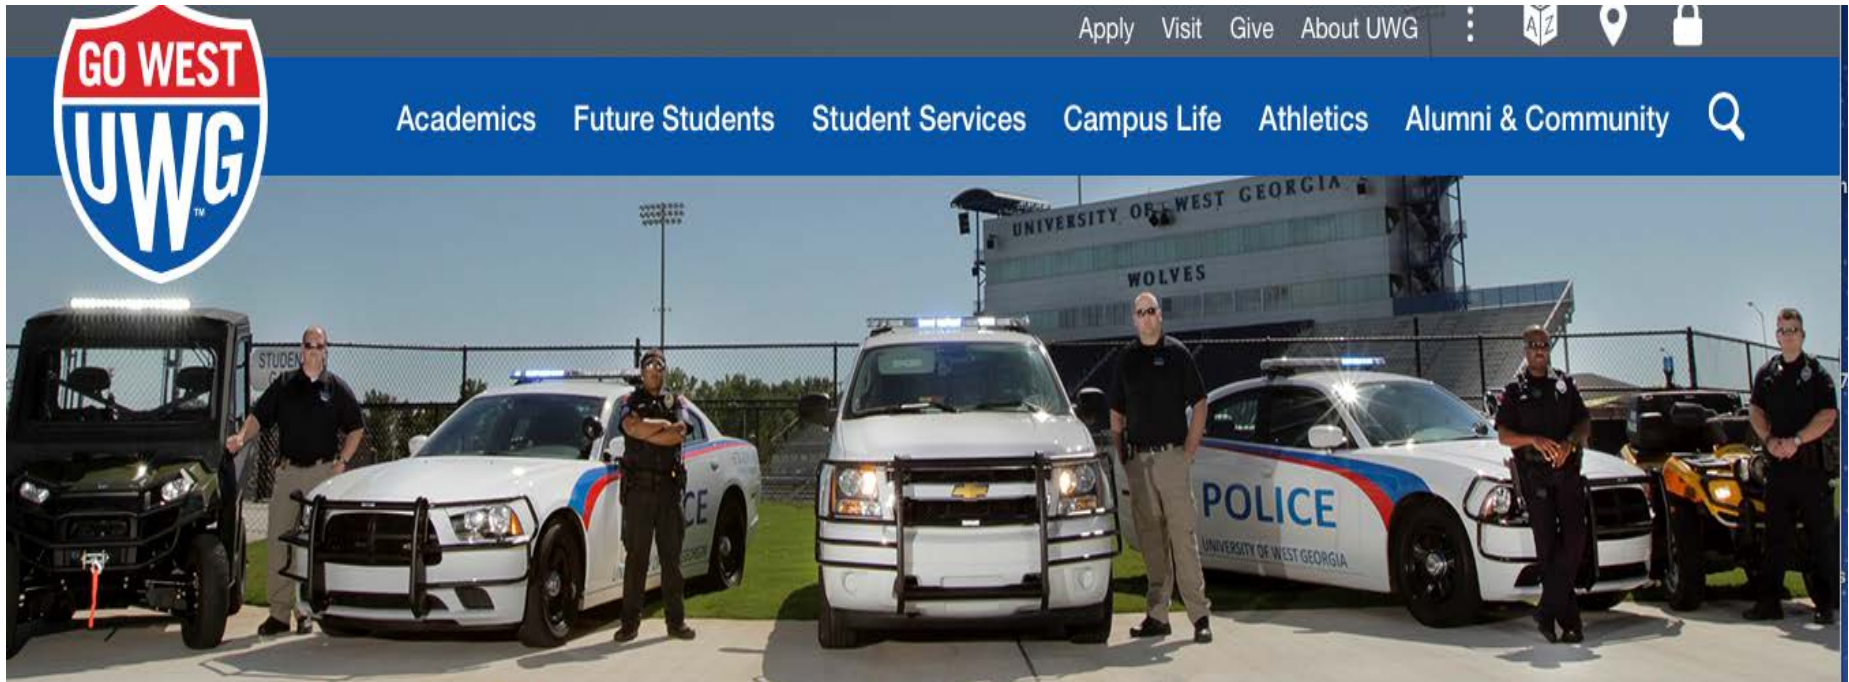 Apply Visit Give About UWG
A Z
GO WEST
UWG
TM
Academics Future Students Student Services Campus Life Athletics Alumni & Community
UNIVERSITY OF WEST GEORGIA
WOLVES
POLICE
UNIVERSITY OF WEST GEORGIA